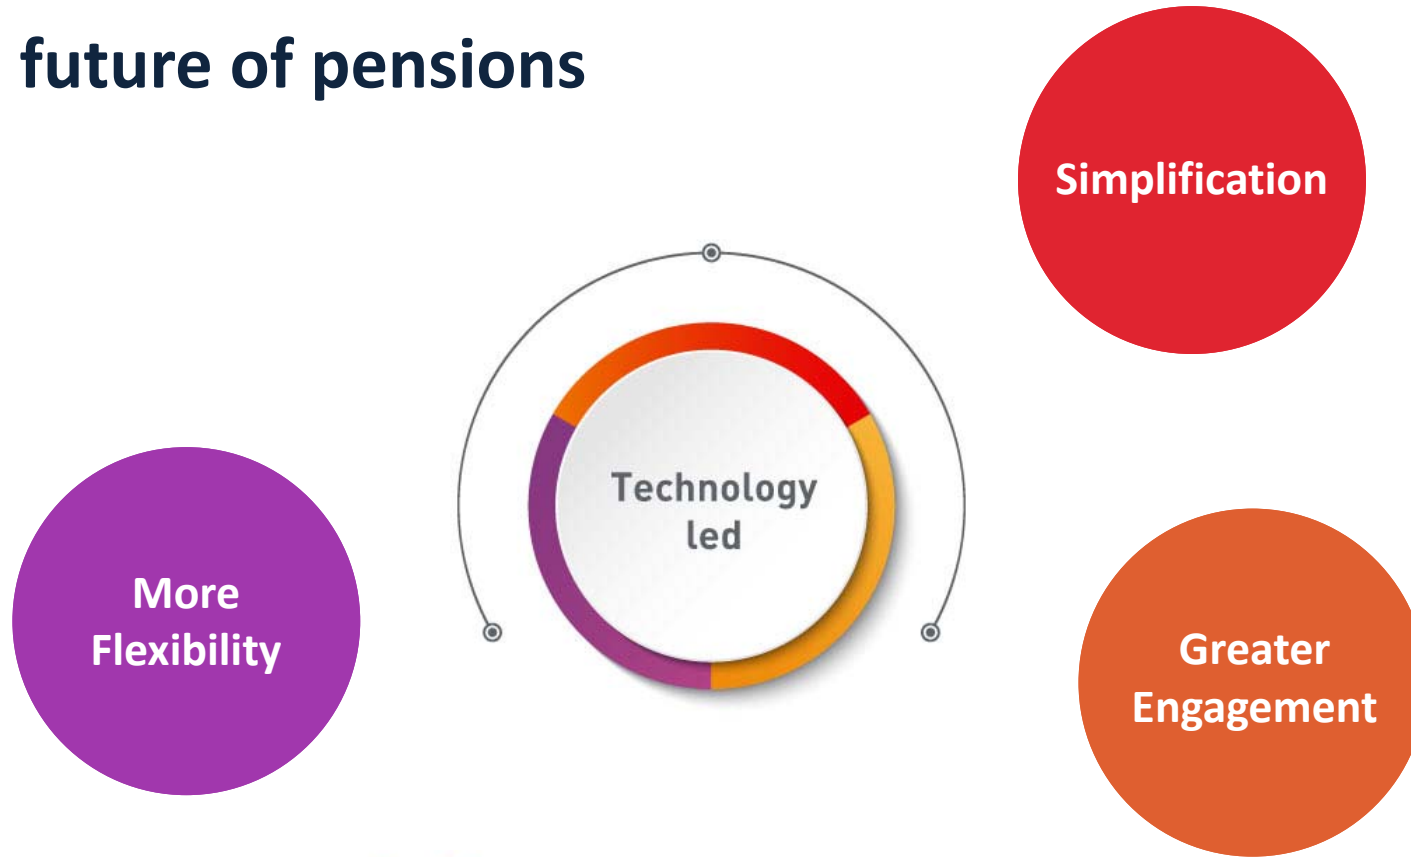 future of pensions
Simplification
Technology
led
More
Flexibility
Greater
Engagement